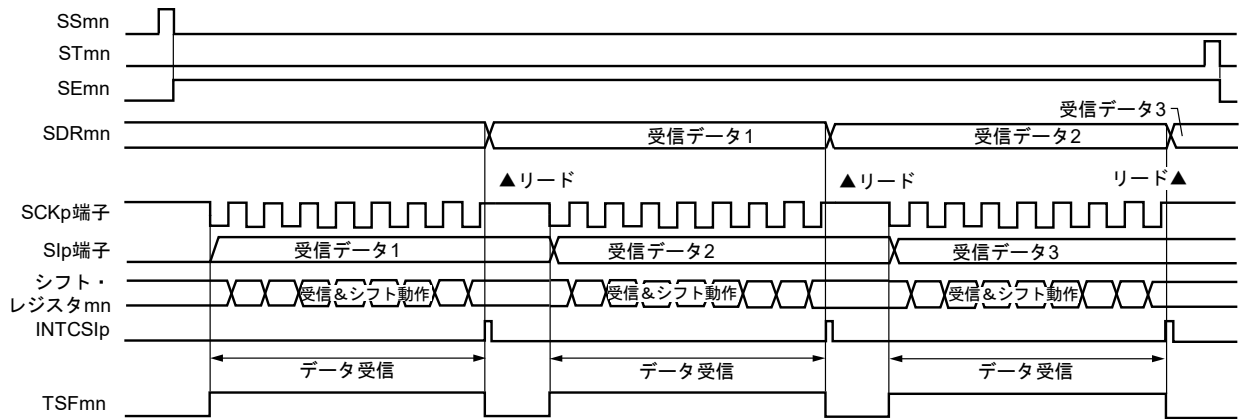 SSmn
STmn
SEmn
受信データ3
SDRmn
受信データ1
受信データ2
▲リード
▲リード
リード▲
SCKp端子
SIp端子
受信データ1
受信データ2
受信データ3
シフト・
レジスタmn
受信&シフト動作
受信&シフト動作
受信&シフト動作
INTCSIp
データ受信
データ受信
データ受信
TSFmn